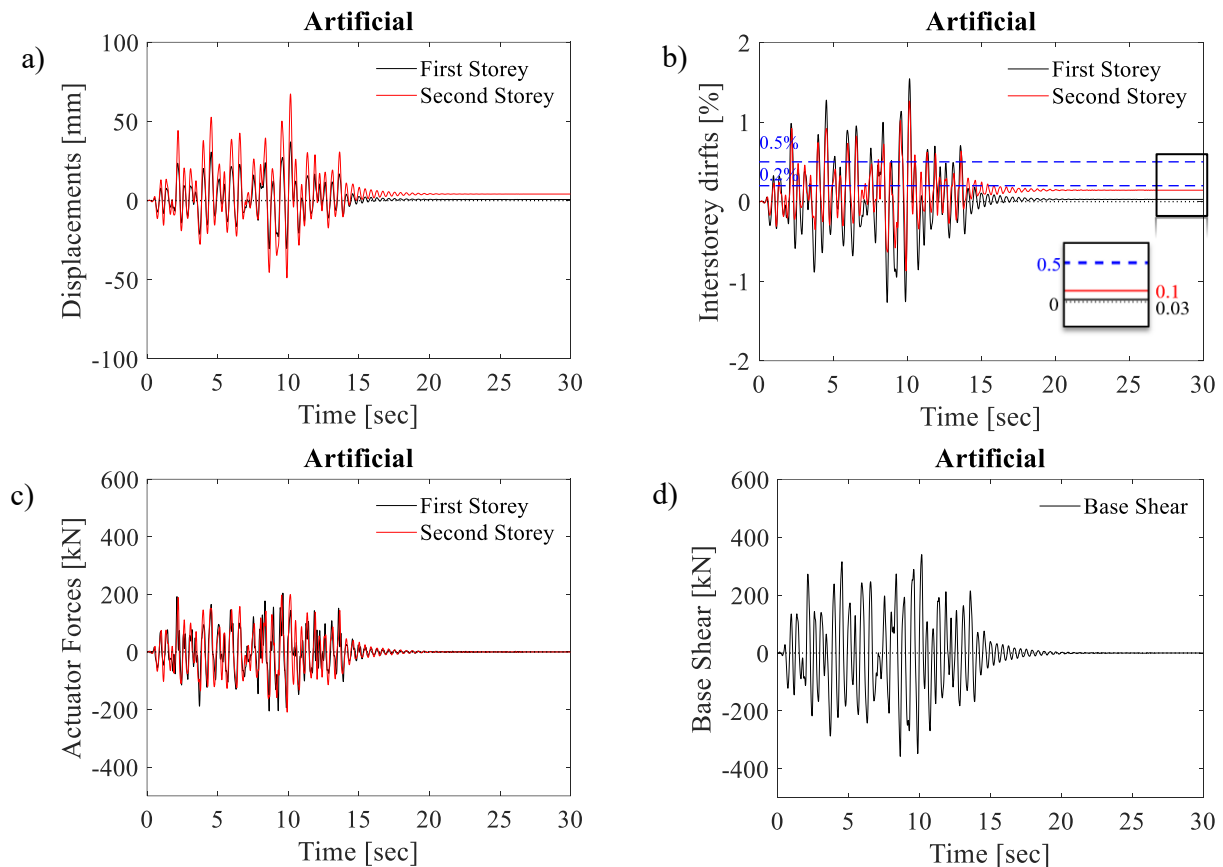 a)
Artificial
Displacements [mm]
100
50
0
-50
-100
First Storey
Second Storey
0 5 10 15 20 25 30
Time [sec]
b)
Artificial
Interstorey dirfts [%]
2
1
0
-1
-2
First Storey
Second Storey
0.5%
0.2%
0.5
0
0.1
0.03
0 5 10 15 20 25 30
Time [sec]
c)
Artificial
Actuator Forces [kN]
600
400
200
0
-200
-400
First Storey
Second Storey
0 5 10 15 20 25 30
Time [sec]
d)
Artificial
Base Shear [kN]
600
400
200
0
-200
-400
Base Shear
0 5 10 15 20 25 30
Time [sec]